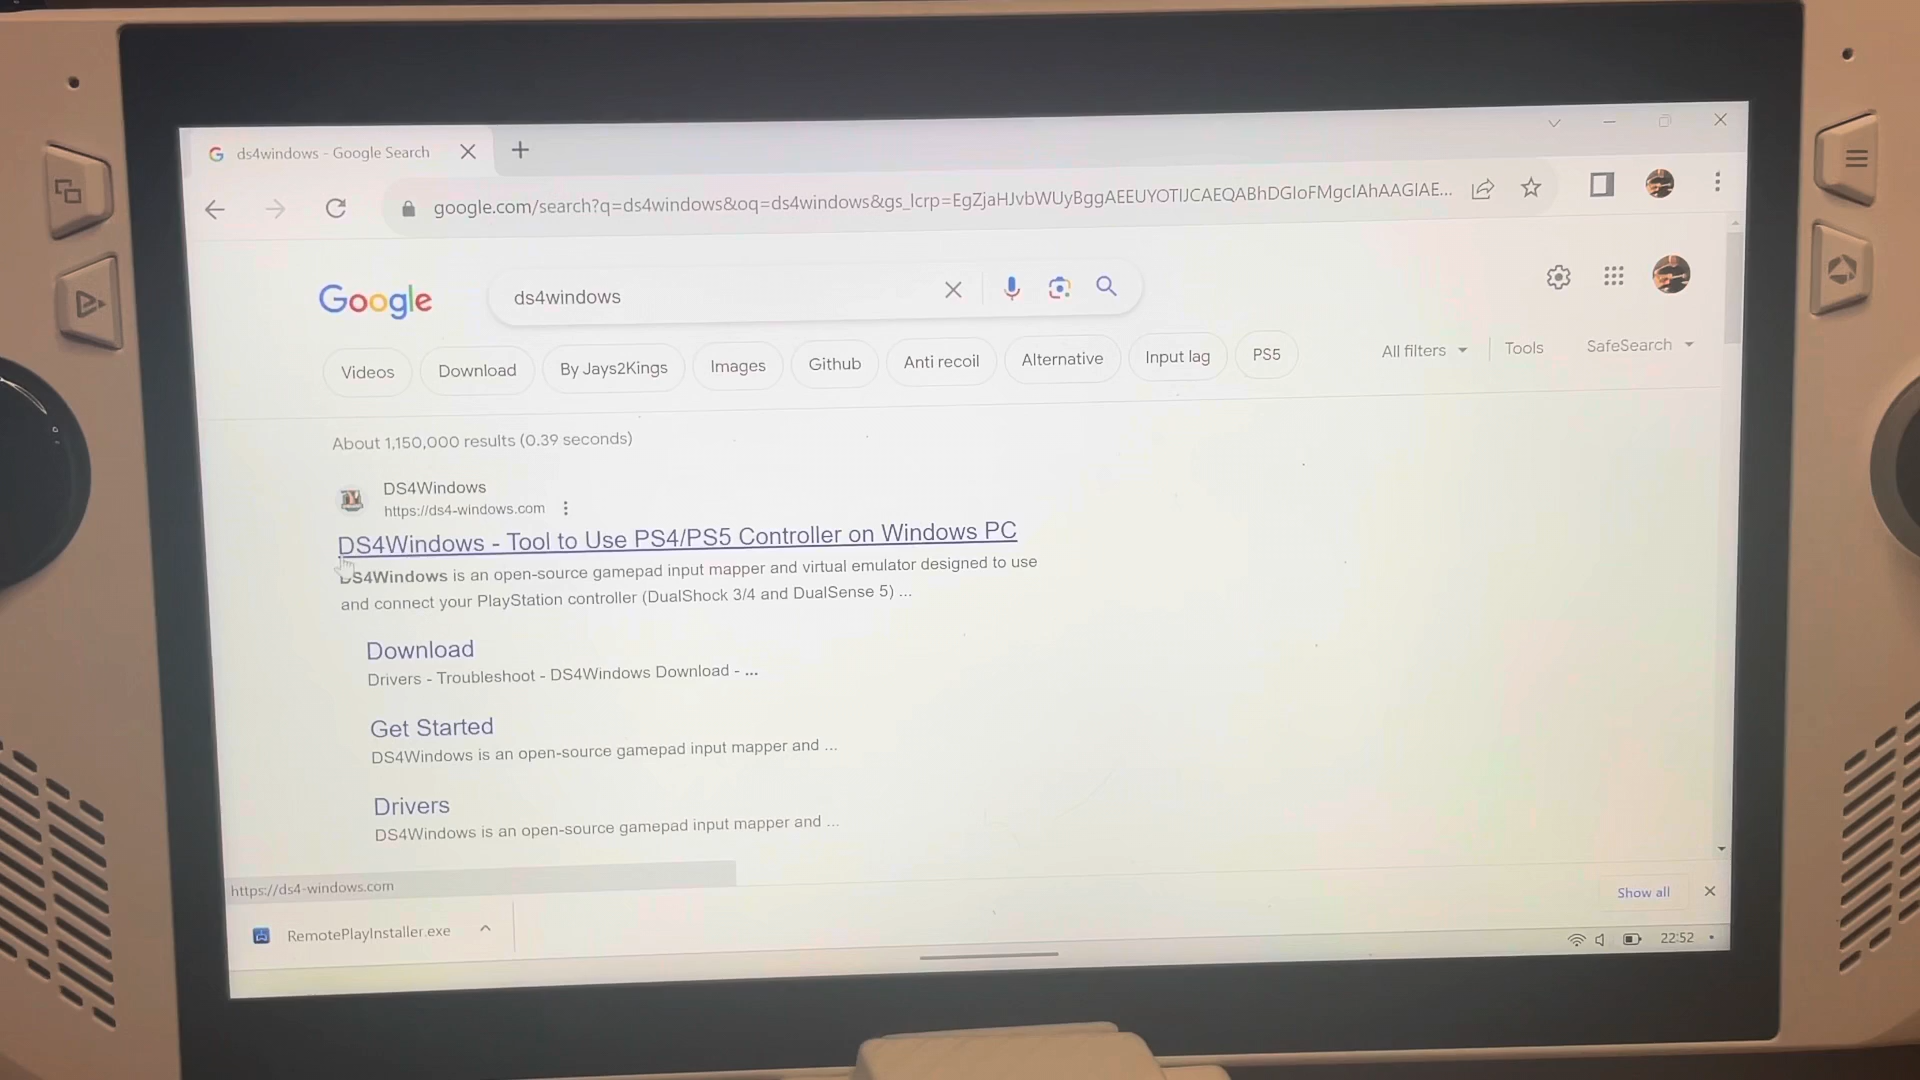 ds4windows - Google Search
google.com/search?q=ds4windows&oq=ds4windows&gs_lcrp=EgZjaHJvbWUyBggAEEUYOTIJCAEQABhDGIoFMgcIAhAAGIAE...
Google
ds4windows
Videos
Download
By Jays2Kings
Images
Github
Anti recoil
Alternative
Input lag
PS5
All filters
Tools
SafeSearch
About 1,150,000 results (0.39 seconds)
DS4Windows
https://ds4-windows.com
DS4Windows - Tool to Use PS4/PS5 Controller on Windows PC
DS4Windows is an open-source gamepad input mapper and virtual emulator designed to use
and connect your PlayStation controller (DualShock 3/4 and DualSense 5) ...
Download
Drivers - Troubleshoot - DS4Windows Download - ...
Get Started
DS4Windows is an open-source gamepad input mapper and ...
Drivers
DS4Windows is an open-source gamepad input mapper and ...
https://ds4-windows.com
Show all
RemotePlayInstaller.exe
22:52